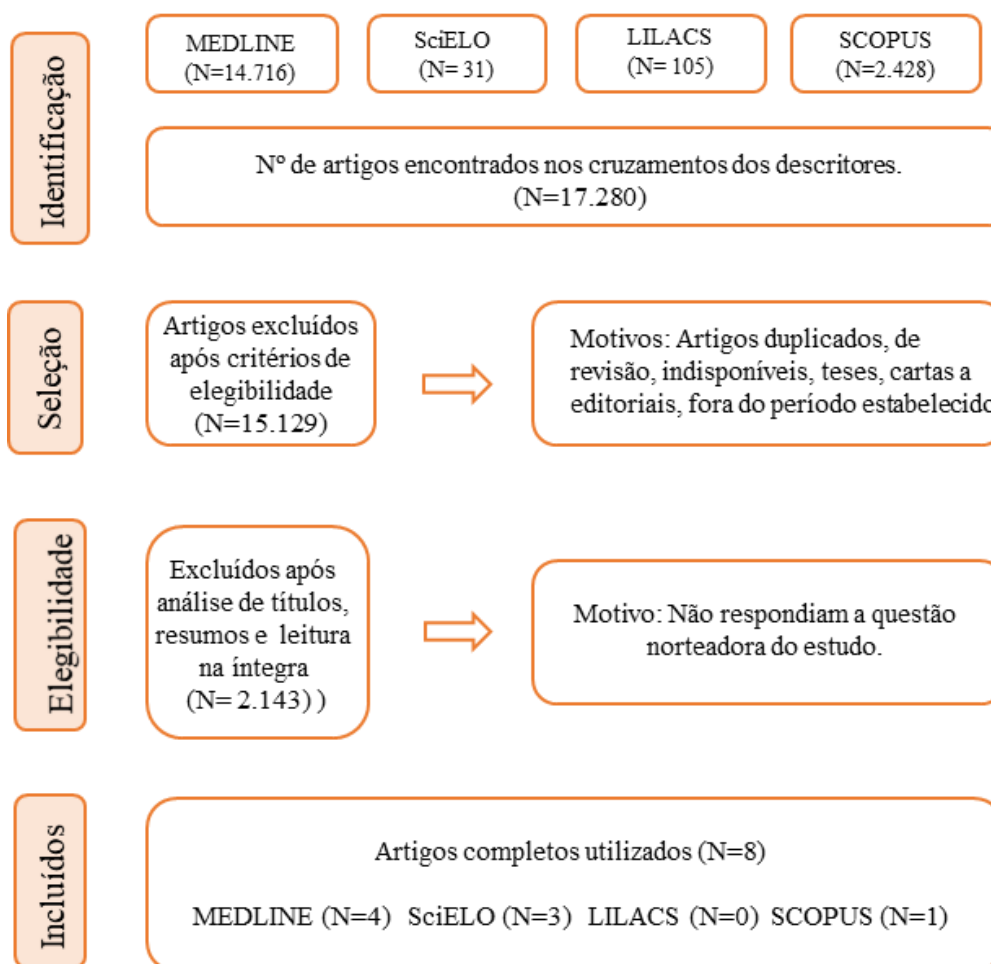 Identificação
MEDLINE
(N=14.716)
SciELO
(N= 31)
LILACS
(N= 105)
SCOPUS
(N=2.428)
Nº de artigos encontrados nos cruzamentos dos descritores.
(N=17.280)
Seleção
Artigos excluídos
após critérios de
elegibilidade
(N=15.129)
Motivos: Artigos duplicados, de
revisão, indisponíveis, teses, cartas a
editoriais, fora do período estabelecido
Elegibilidade
Excluídos após
análise de títulos,
resumos e leitura
na íntegra
(N= 2.143) )
Motivo: Não respondiam a questão
norteadora do estudo.
Incluídos
Artigos completos utilizados (N=8)
MEDLINE (N=4) SciELO (N=3) LILACS (N=0) SCOPUS (N=1)